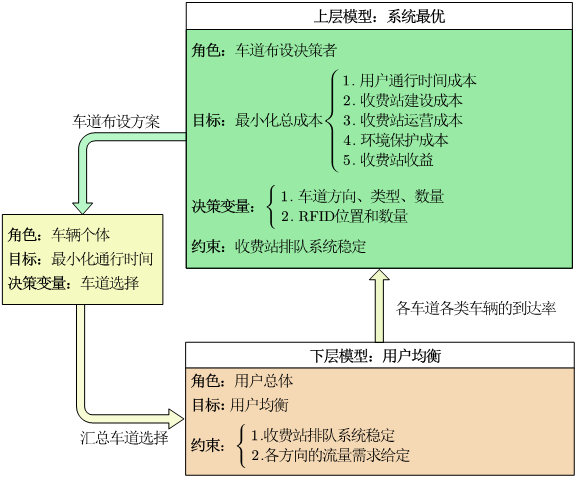 上层模型：系统最优
角色：车道布设决策者
目标：最小化总成本
1. 用户通行时间成本
2. 收费站建设成本
3. 收费站运营成本
4. 环境保护成本
5. 收费站收益
决策变量：
1. 车道方向、类型、数量
2. RFID位置和数量
约束：收费站排队系统稳定
车道布设方案
角色：车辆个体
目标：最小化通行时间
决策变量：车道选择
各车道各类车辆的到达率
下层模型：用户均衡
角色：用户总体
目标：用户均衡
约束：
1.收费站排队系统稳定
2.各方向的流量需求给定
汇总车道选择